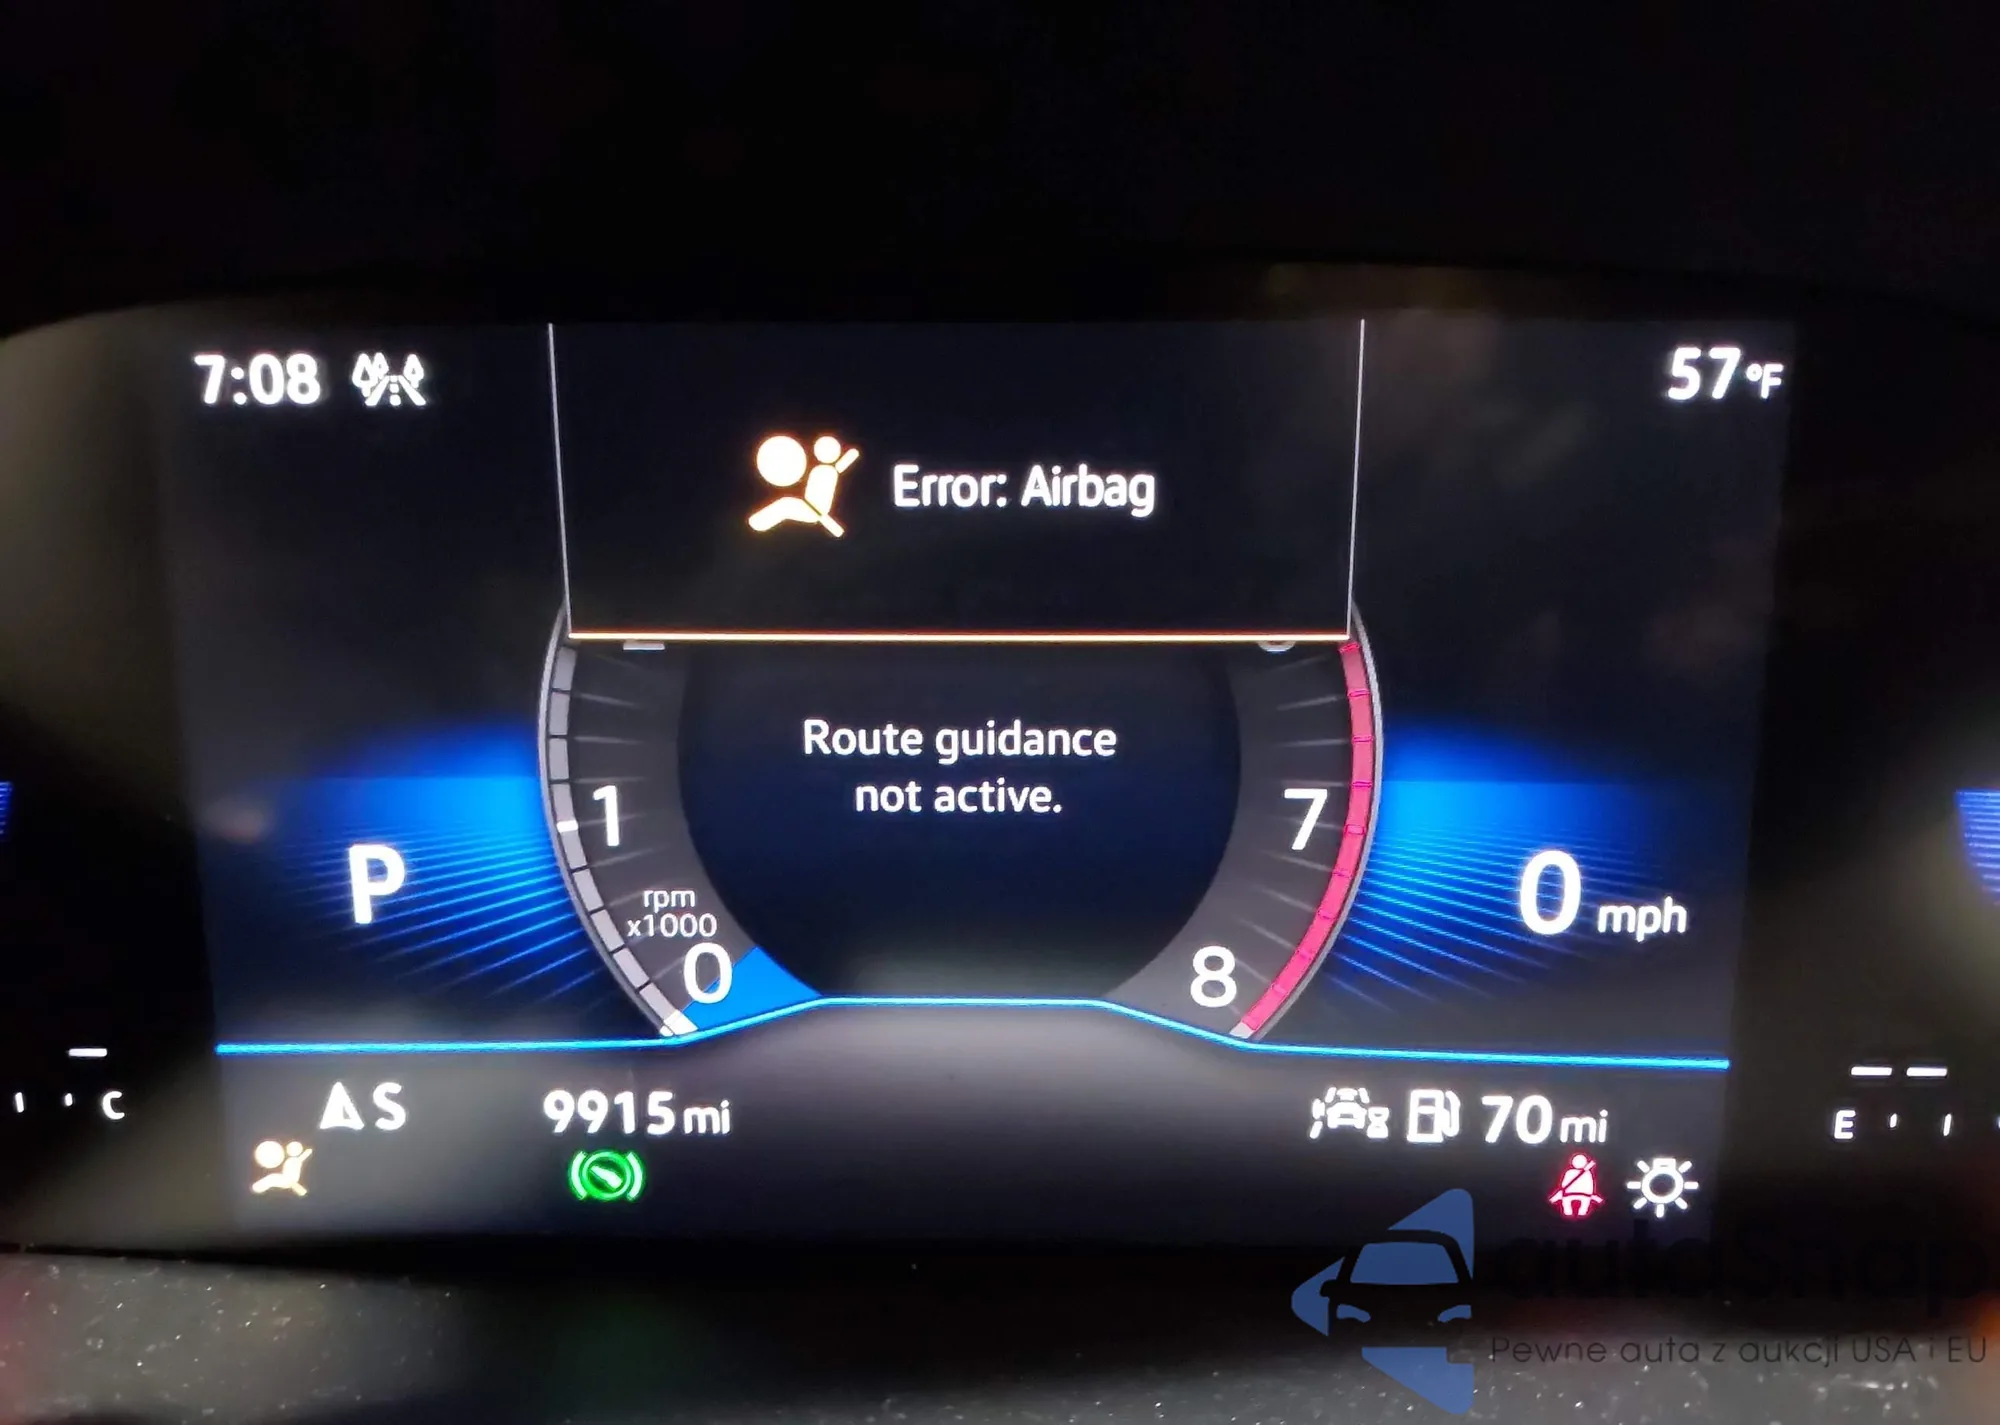 7:08
57°F
Error: Airbag
Route guidance
not active.
1
7
rpm
x1000
0
8
P
0 mph
S
9915 mi
70 mi
C
E
autosnap
Pewne auta z aukcji USA i EU